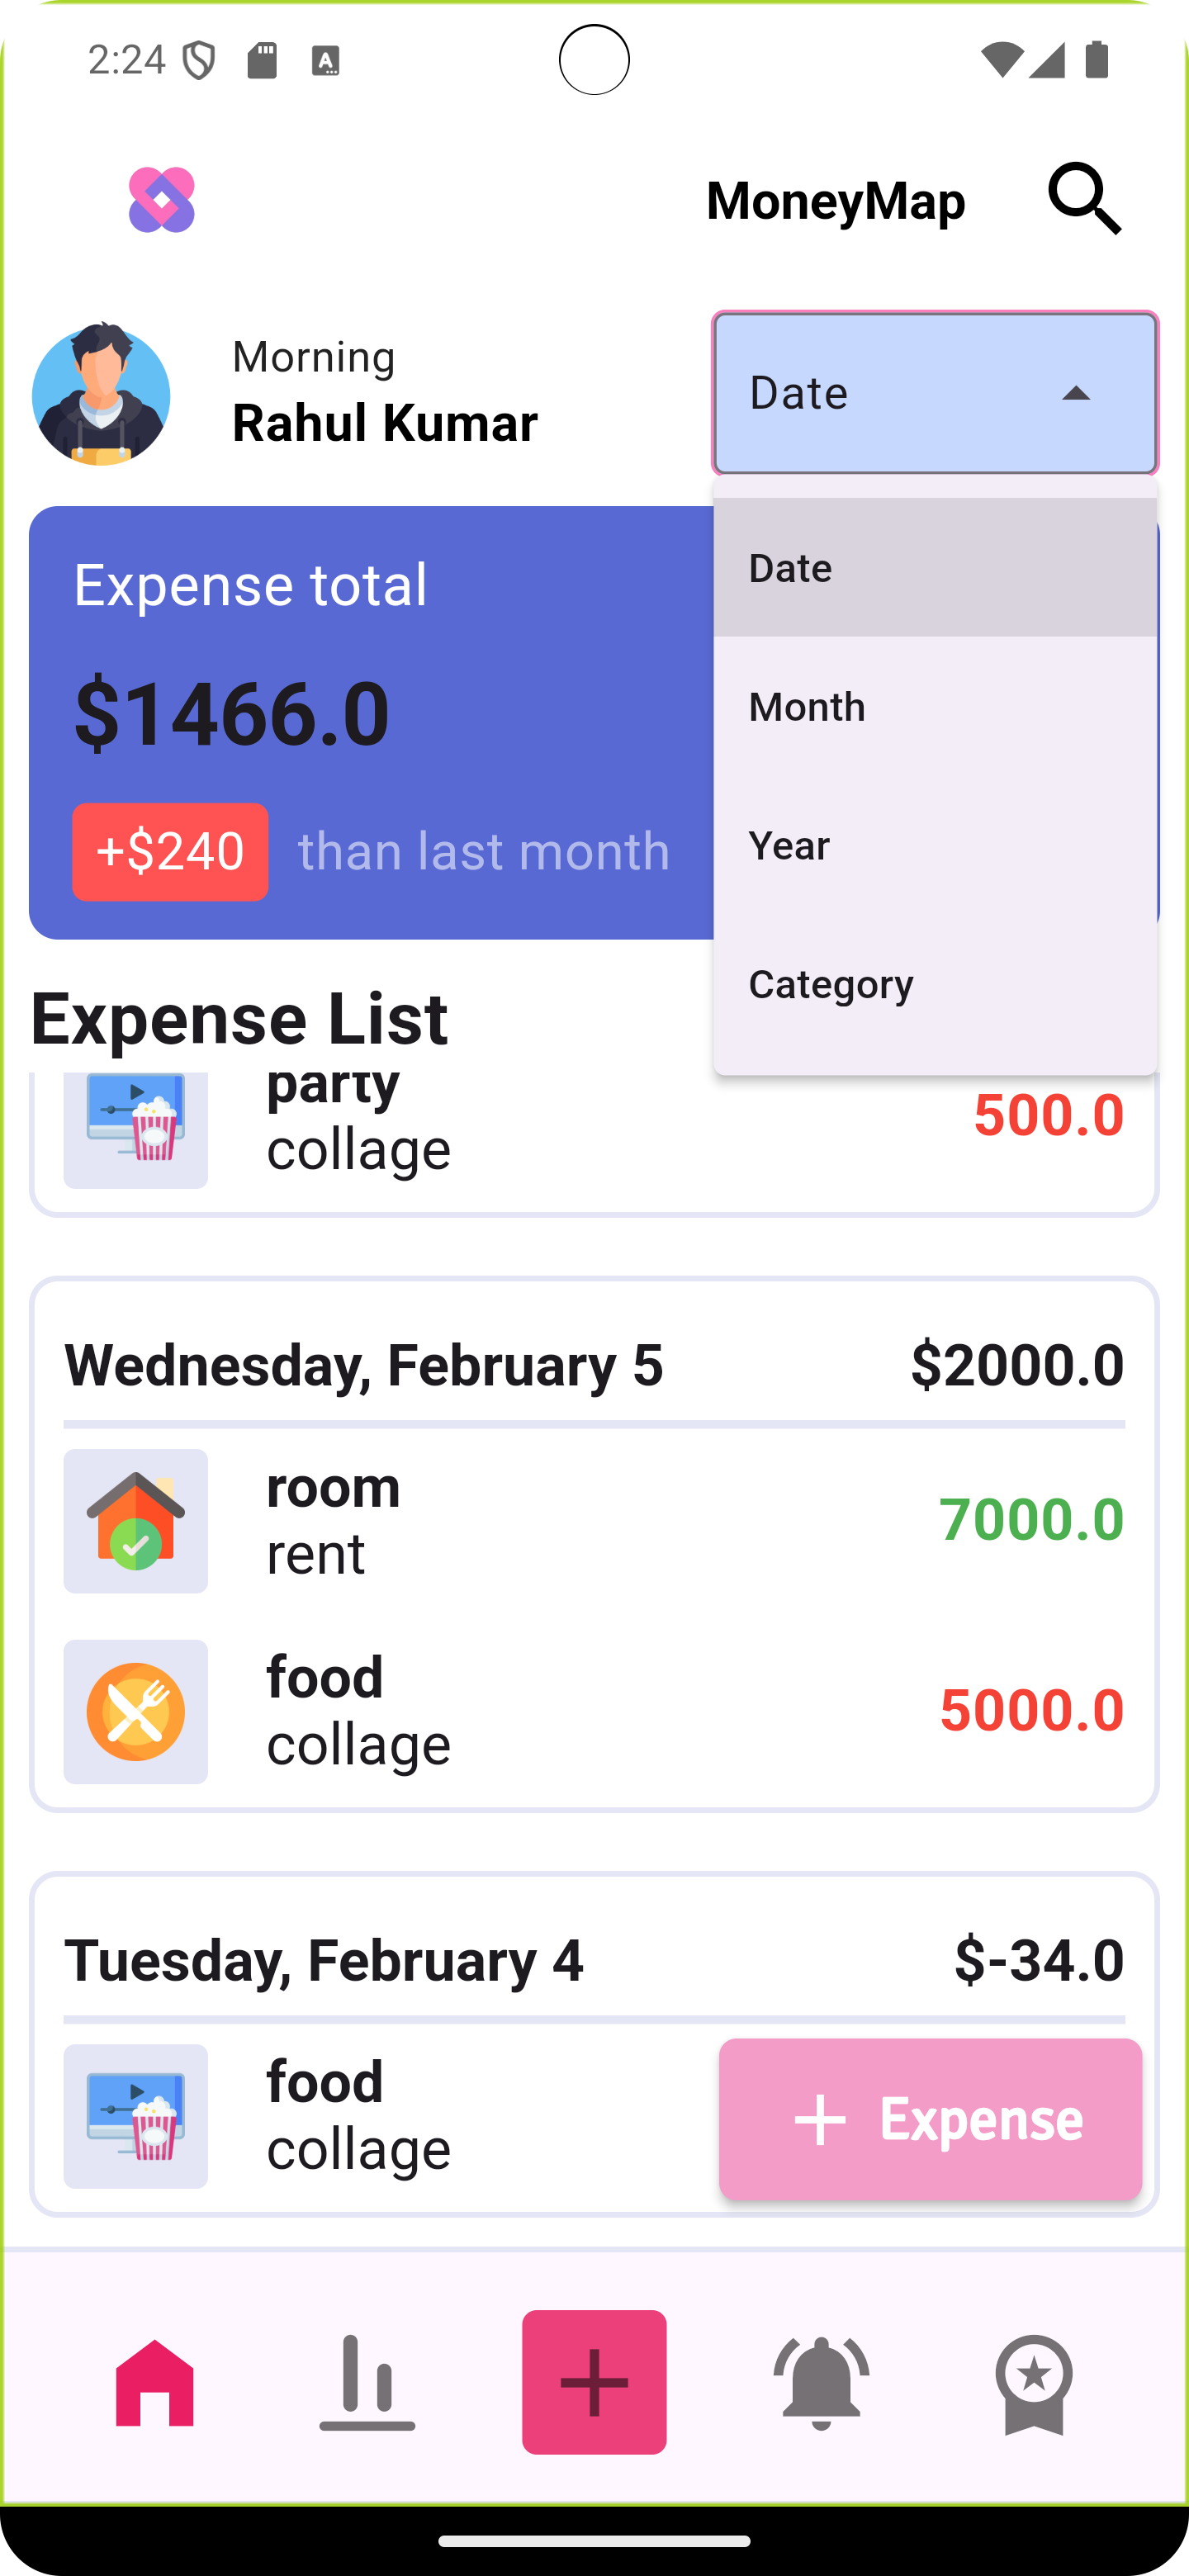 2:24
MoneyMap
Morning
Rahul Kumar
Date
Date
Month
Year
Category
Expense total
$1466.0
+$240 than last month
Expense List
party
collage
500.0
Wednesday, February 5 $2000.0
room
rent
7000.0
food
collage
5000.0
Tuesday, February 4 $-34.0
food
collage
+ Expense